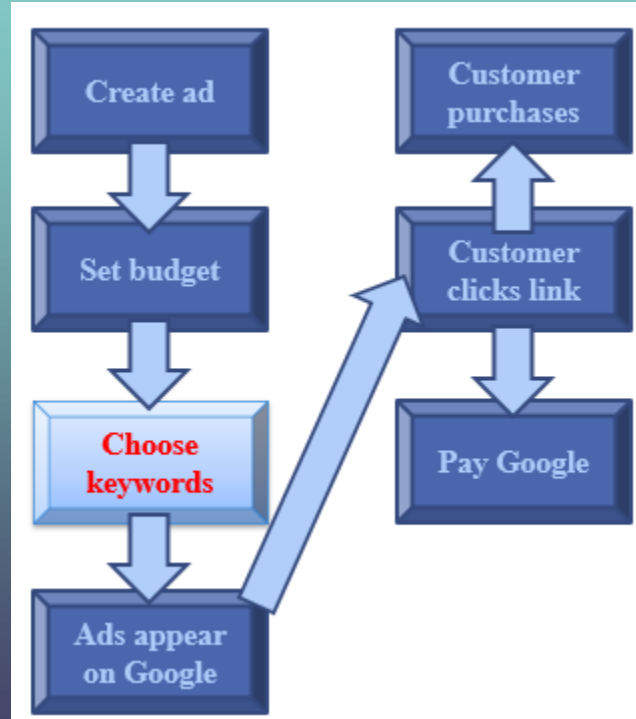 Create ad
Set budget
Choose
keywords
Ads appear
on Google
Customer
purchases
Customer
clicks link
Pay Google